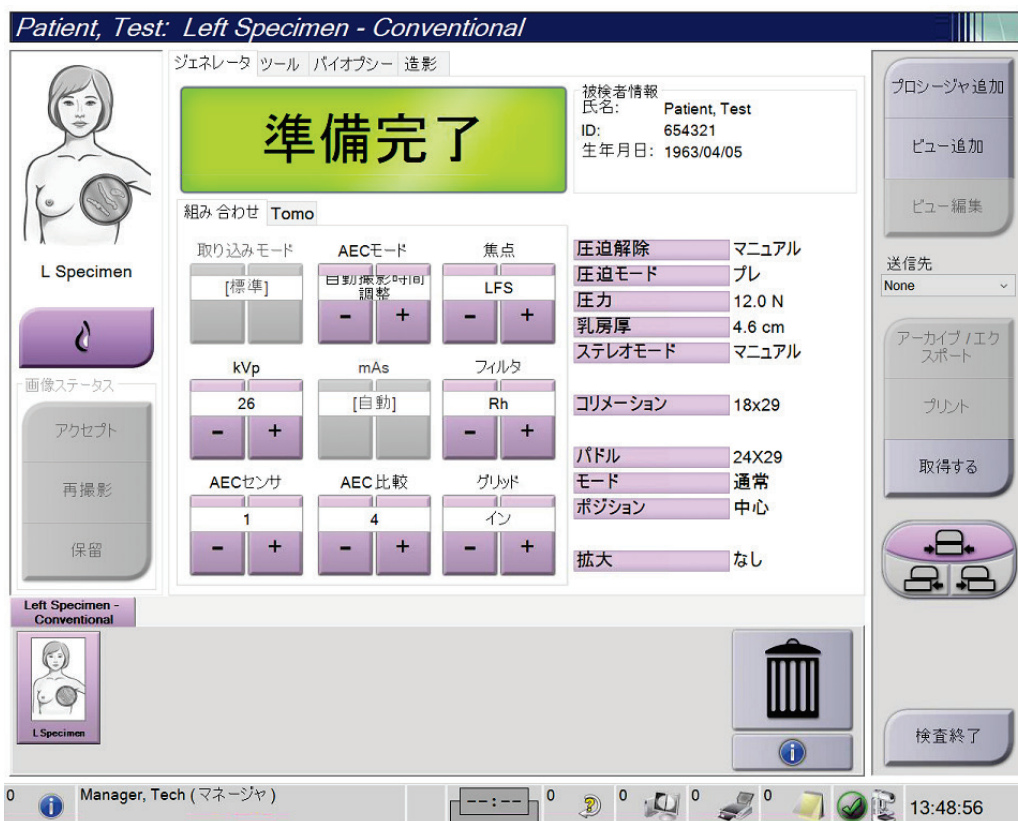 Patient, Test: Left Specimen - Conventional
ジェネレータ ツール バイオプシー 造影
準備完了
被検者情報
氏名: Patient, Test
ID: 654321
生年月日: 1963/04/05
L Specimen
画像ステータス
アクセプト
再撮影
保留
組み合わせ Tomo
取り込みモード AECモード 焦点
[標準] 自動撮影時間調整 LFS
- + - +
kVp mAs フィルタ
26 [自動] Rh
- + - +
AECセンサ AEC比較 グリッド
1 4 イン
- + - + - +
圧迫解除 マニュアル
圧迫モード プレ
圧力 12.0 N
乳房厚 4.6 cm
ステレオモード マニュアル
コリメーション 18x29
パドル 24X29
モード 通常
ポジション 中心
拡大 なし
プロシージャ追加
ビュー追加
ビュー編集
送信先
None
アーカイブ / エクスポート
プリント
取得する
検査終了
Left Specimen -
Conventional
L Specimen
0 Manager, Tech (マネージャ) --:-- 0 0 0 0 13:48:56